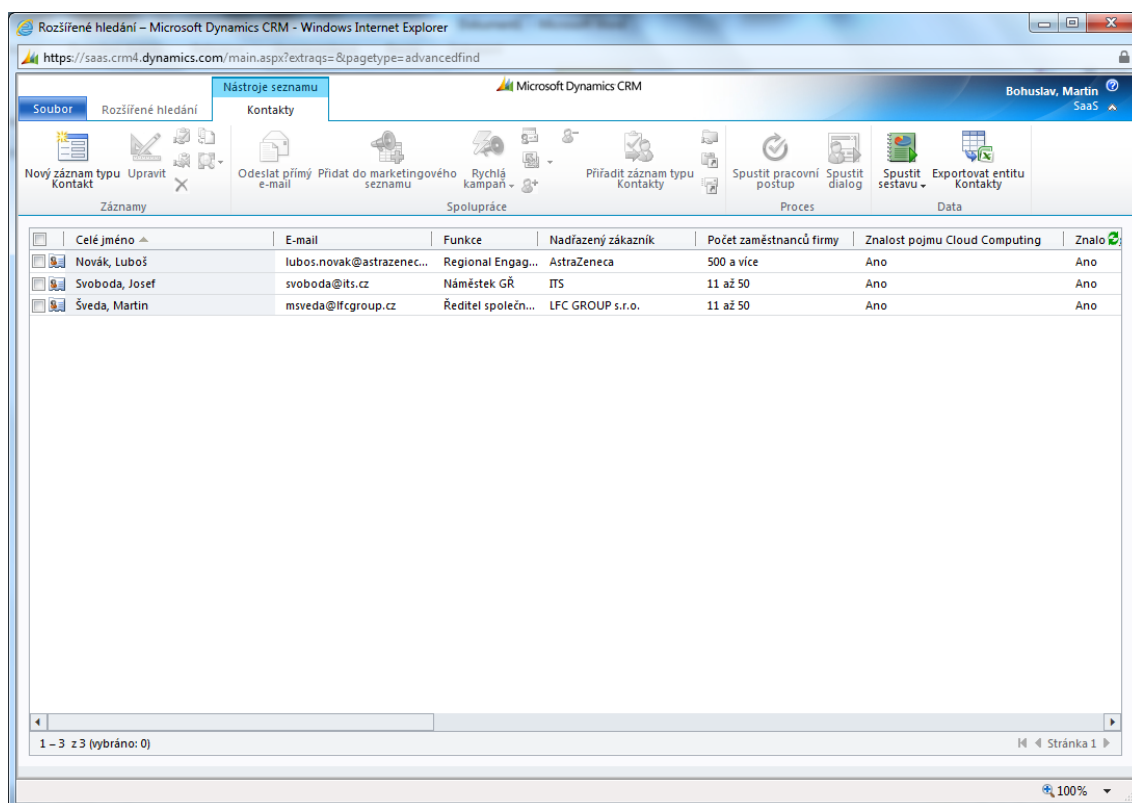 Rozšířené hledání – Microsoft Dynamics CRM - Windows Internet Explorer
https://saas.crm4.dynamics.com/main.aspx?extraqs=&pagetype=advancedfind
Nástroje seznamu
Microsoft Dynamics CRM
Bohuslav, Martin
SaaS
Soubor Rozšířené hledání Kontakty
Nový záznam typu Kontakt
Upravit
Odeslat přímý e-mail
Přidat do marketingového seznamu
Rychlá kampaň
Přiřadit záznam typu Kontakty
Spustit pracovní postup
Spustit dialog
Spustit sestavu
Exportovat entitu Kontakty
Záznamy Spolupráce Proces Data
Celé jméno E-mail Funkce Nadřazený zákazník Počet zaměstnanců firmy Znalost pojmu Cloud Computing Znalo
Novák, Luboš lubos.novak@astrazenec... Regional Engag... AstraZeneca 500 a více Ano Ano
Svoboda, Josef svoboda@its.cz Náměstek GŘ ITS 11 až 50 Ano Ano
Šveda, Martin msveda@lfcgroup.cz Ředitel společn... LFC GROUP s.r.o. 11 až 50 Ano Ano
1 – 3 z 3 (vybráno: 0) Stránka 1
100%